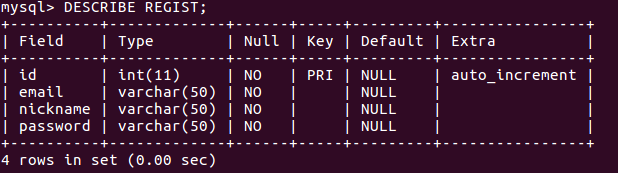 mysql> DESCRIBE REGIST;
+----------+-------------+------+-----+---------+----------------+
| Field    | Type        | Null | Key | Default | Extra          |
+----------+-------------+------+-----+---------+----------------+
| id       | int(11)     | NO   | PRI | NULL    | auto_increment |
| email    | varchar(50) | NO   |     | NULL    |                |
| nickname | varchar(50) | NO   |     | NULL    |                |
| password | varchar(50) | NO   |     | NULL    |                |
+----------+-------------+------+-----+---------+----------------+
4 rows in set (0.00 sec)